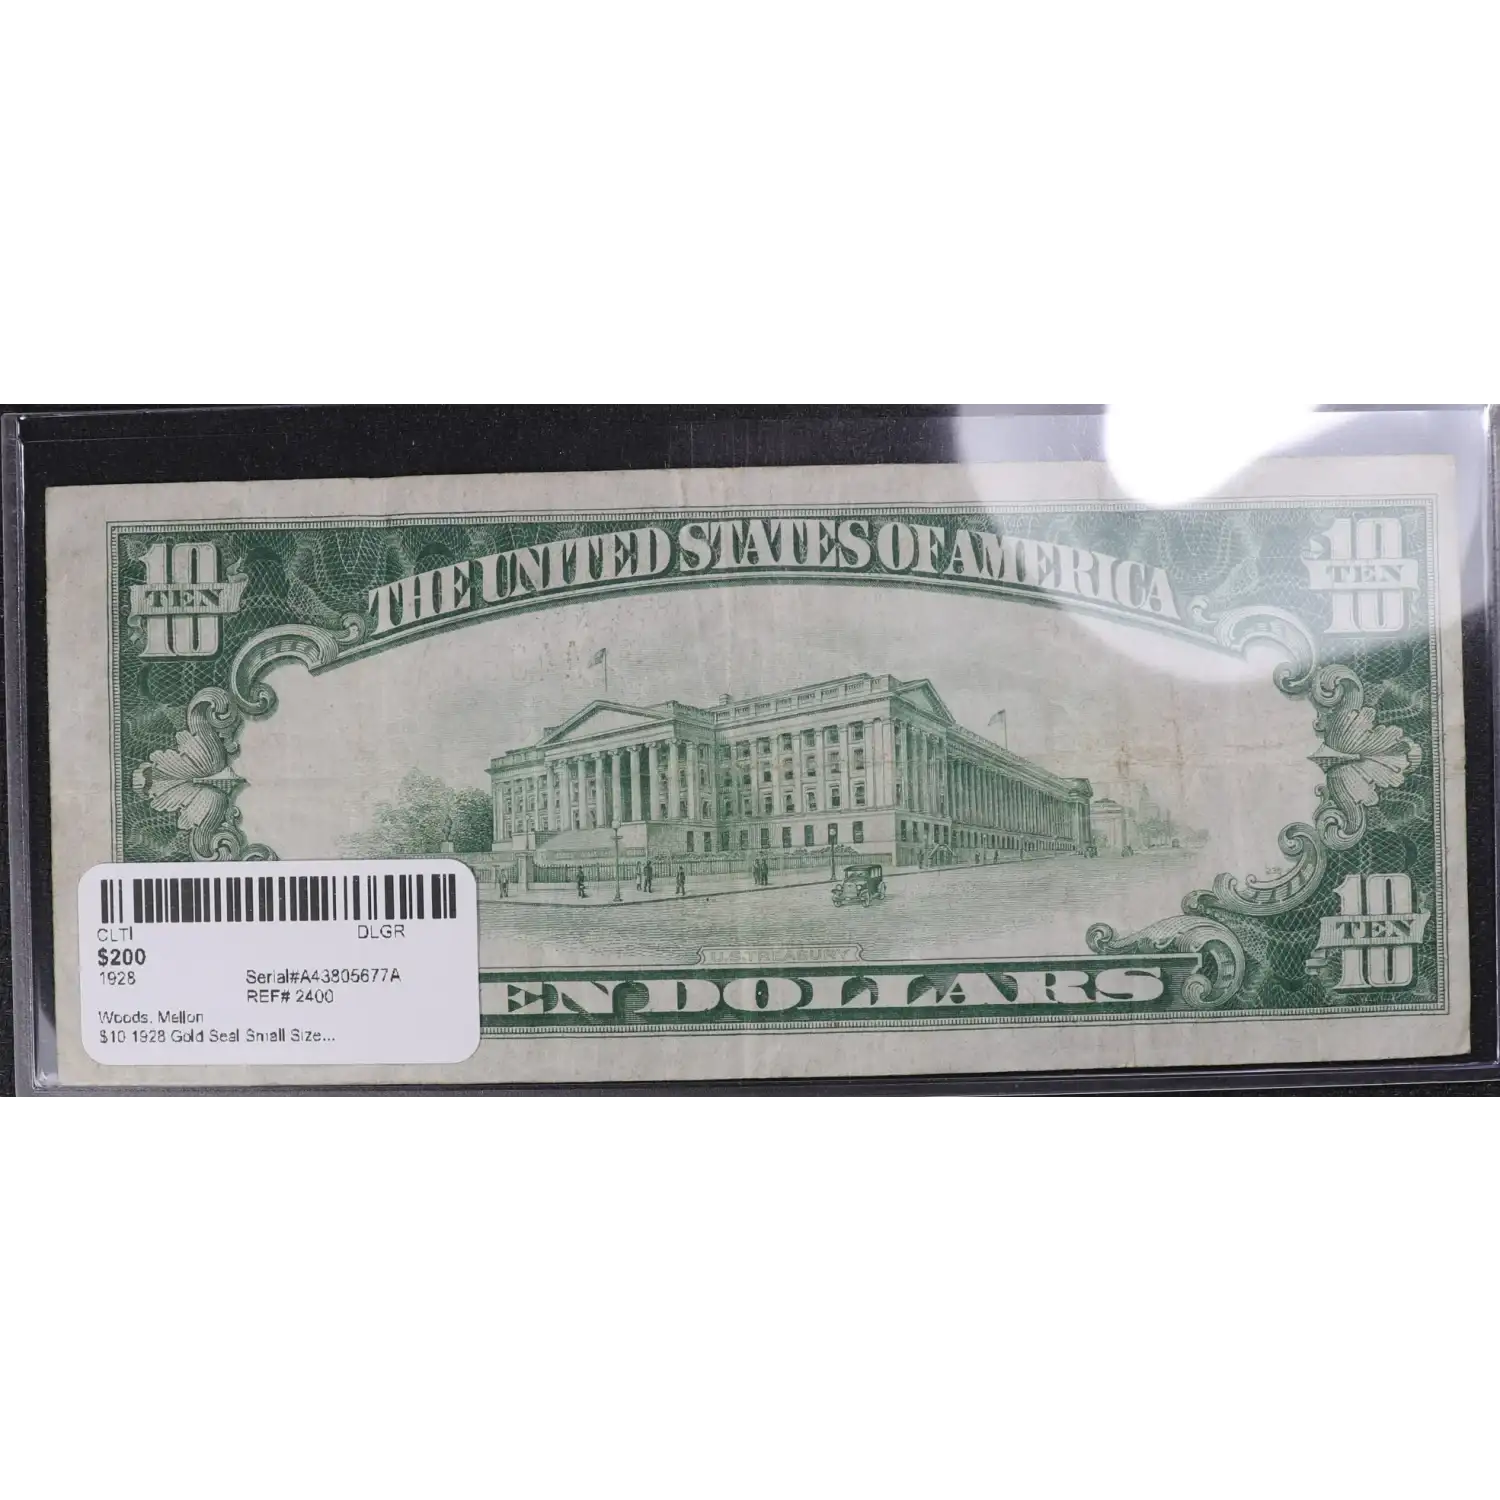 THE UNITED STATES OF AMERICA
10
TEN
10
10
TEN
10
CLTI DLGR
$200
1928 Serial#A43805677A
REF# 2400
Woods, Mellon
$10 1928 Gold Seal Small Size...
U.S. TREASURY
EN DOLLARS
10
TEN
10